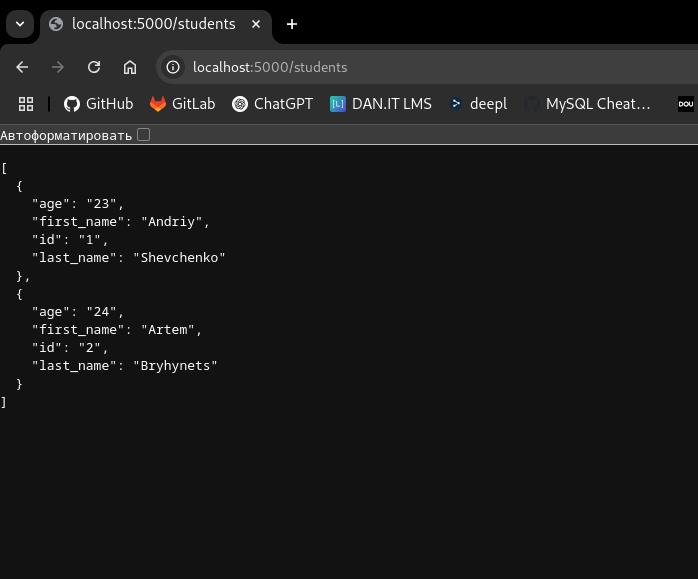 localhost:5000/students
localhost:5000/students
GitHub GitLab ChatGPT [L] DAN.IT LMS deepl MySQL Cheat… DOU
Автоформатировать
[
  {
    "age": "23",
    "first_name": "Andriy",
    "id": "1",
    "last_name": "Shevchenko"
  },
  {
    "age": "24",
    "first_name": "Artem",
    "id": "2",
    "last_name": "Bryhynets"
  }
]